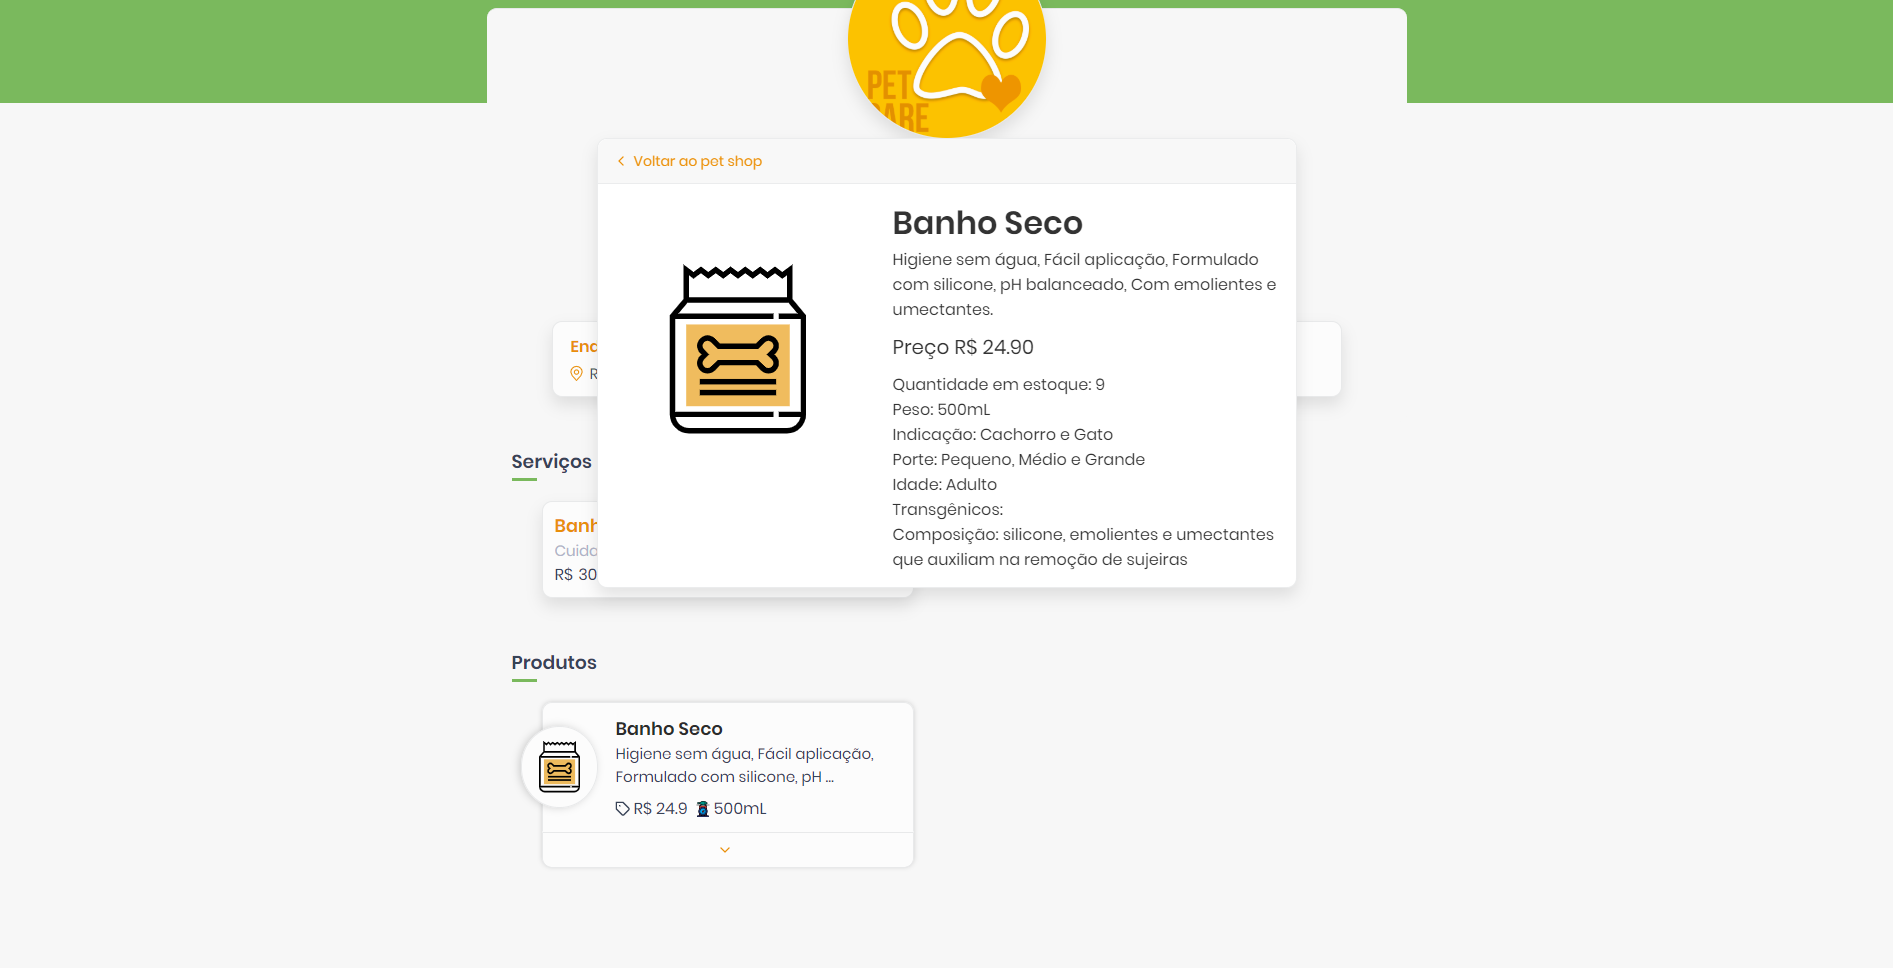 PET
CARE
Voltar ao pet shop
Banho Seco
Higiene sem água, Fácil aplicação, Formulado
com silicone, pH balanceado, Com emolientes e
umectantes.
Preço R$ 24.90
Quantidade em estoque: 9
Peso: 500mL
Indicação: Cachorro e Gato
Porte: Pequeno, Médio e Grande
Idade: Adulto
Transgênicos:
Composição: silicone, emolientes e umectantes
que auxiliam na remoção de sujeiras
Serviços
R$ 30
Produtos
Banho Seco
Higiene sem água, Fácil aplicação,
Formulado com silicone, pH ...
R$ 24.9 500mL